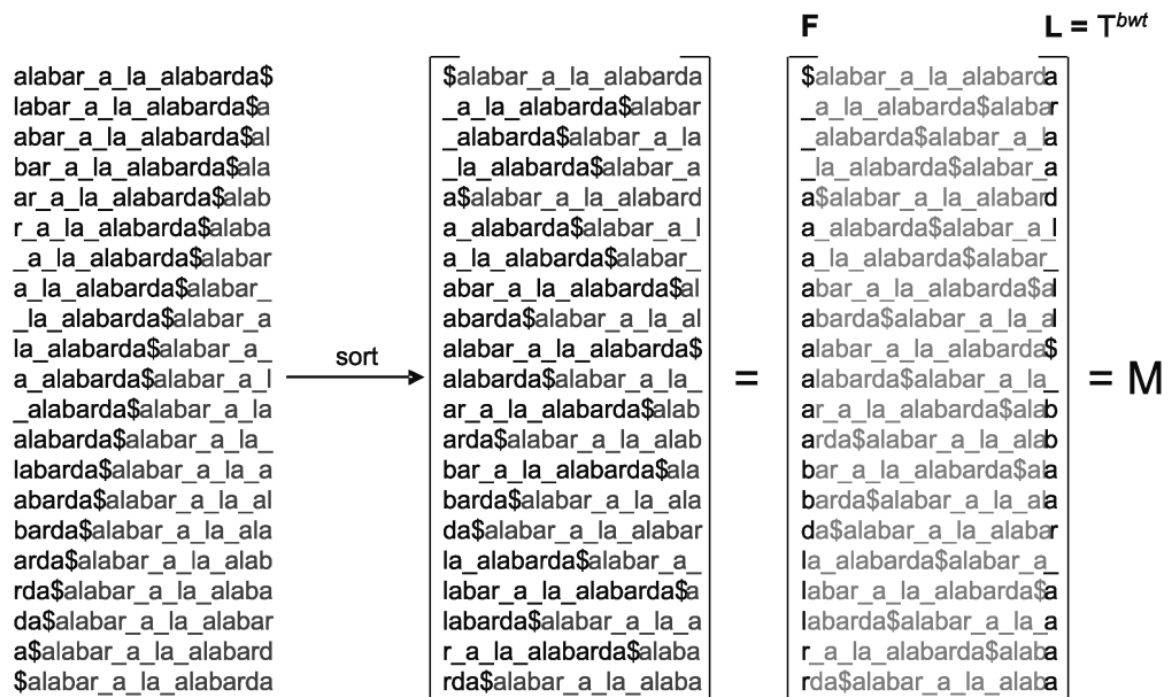 F L = Tbwt
alabar_a_la_alabarda$
labar_a_la_alabarda$a
abar_a_la_alabarda$al
bar_a_la_alabarda$ala
ar_a_la_alabarda$alab
r_a_la_alabarda$alaba
_a_la_alabarda$alabar
a_la_alabarda$alabar_
_la_alabarda$alabar_a
la_alabarda$alabar_a_
a_alabarda$alabar_a_l
_alabarda$alabar_a_la
alabarda$alabar_a_la_
labarda$alabar_a_la_a
abarda$alabar_a_la_al
barda$alabar_a_la_ala
arda$alabar_a_la_alab
rda$alabar_a_la_alaba
da$alabar_a_la_alabar
a$alabar_a_la_alabard
$alabar_a_la_alabarda
sort
$alabar_a_la_alabarda
_a_la_alabarda$alabar
_alabarda$alabar_a_la
_la_alabarda$alabar_a
a$alabar_a_la_alabard
a_alabarda$alabar_a_l
a_la_alabarda$alabar_
abar_a_la_alabarda$al
abarda$alabar_a_la_al
alabar_a_la_alabarda$
alabarda$alabar_a_la_
ar_a_la_alabarda$alab
arda$alabar_a_la_alab
bar_a_la_alabarda$ala
barda$alabar_a_la_ala
da$alabar_a_la_alabar
la_alabarda$alabar_a_
labar_a_la_alabarda$a
labarda$alabar_a_la_a
r_a_la_alabarda$alaba
rda$alabar_a_la_alaba
=
$alabar_a_la_alabarda
_a_la_alabarda$alabar
_alabarda$alabar_a_la
_la_alabarda$alabar_a
a$alabar_a_la_alabard
a_alabarda$alabar_a_l
a_la_alabarda$alabar_
abar_a_la_alabarda$al
abarda$alabar_a_la_al
alabar_a_la_alabarda$
alabarda$alabar_a_la_
ar_a_la_alabarda$alab
arda$alabar_a_la_alab
bar_a_la_alabarda$ala
barda$alabar_a_la_ala
da$alabar_a_la_alabar
la_alabarda$alabar_a_
labar_a_la_alabarda$a
labarda$alabar_a_la_a
r_a_la_alabarda$alaba
rda$alabar_a_la_alaba
= M